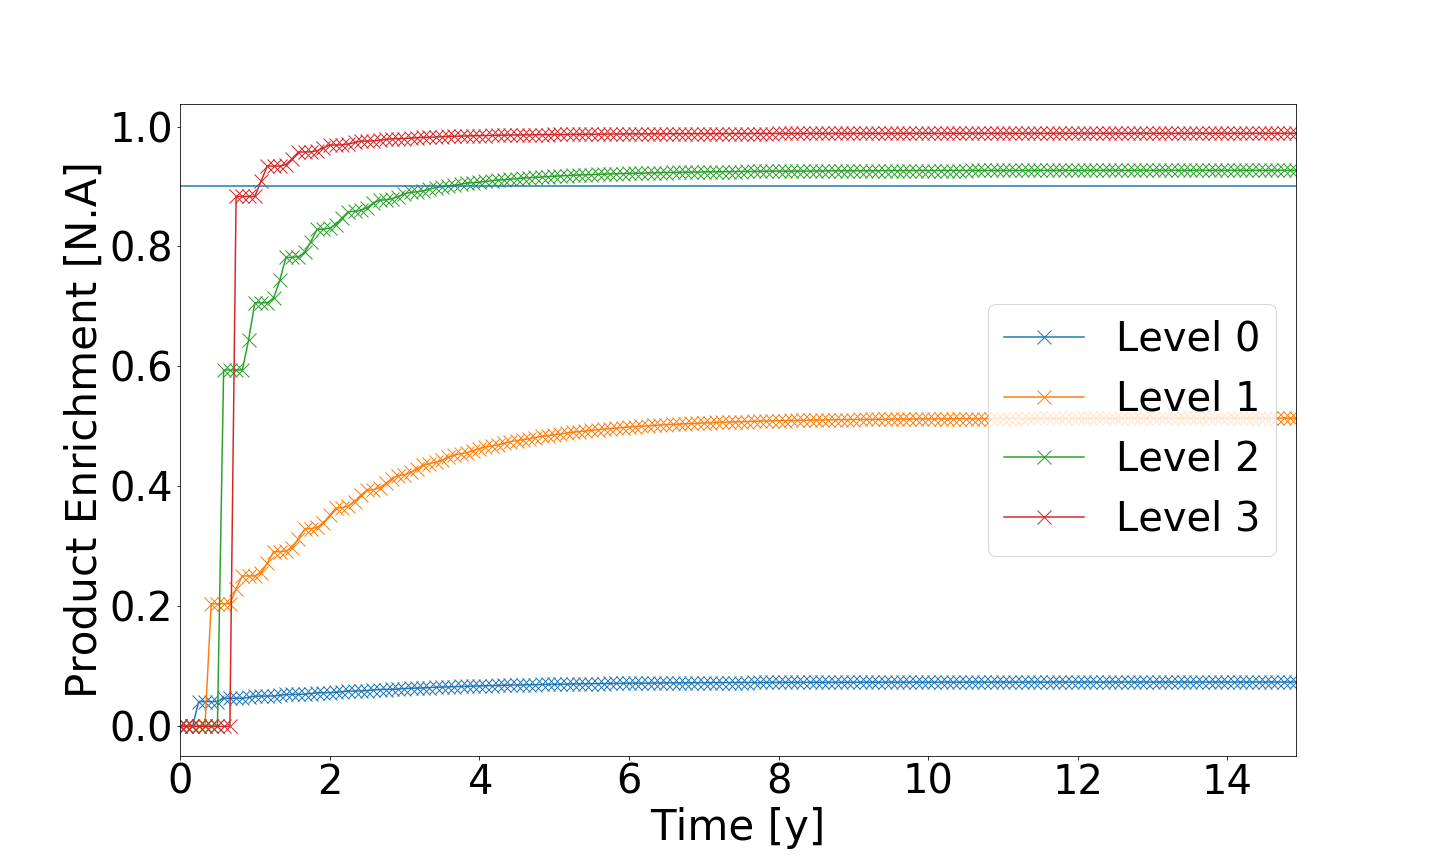 Product Enrichment [N.A]
1.0
0.8
0.6
0.4
0.2
0.0
Level 0
Level 1
Level 2
Level 3
0 2 4 6 8 10 12 14
Time [y]